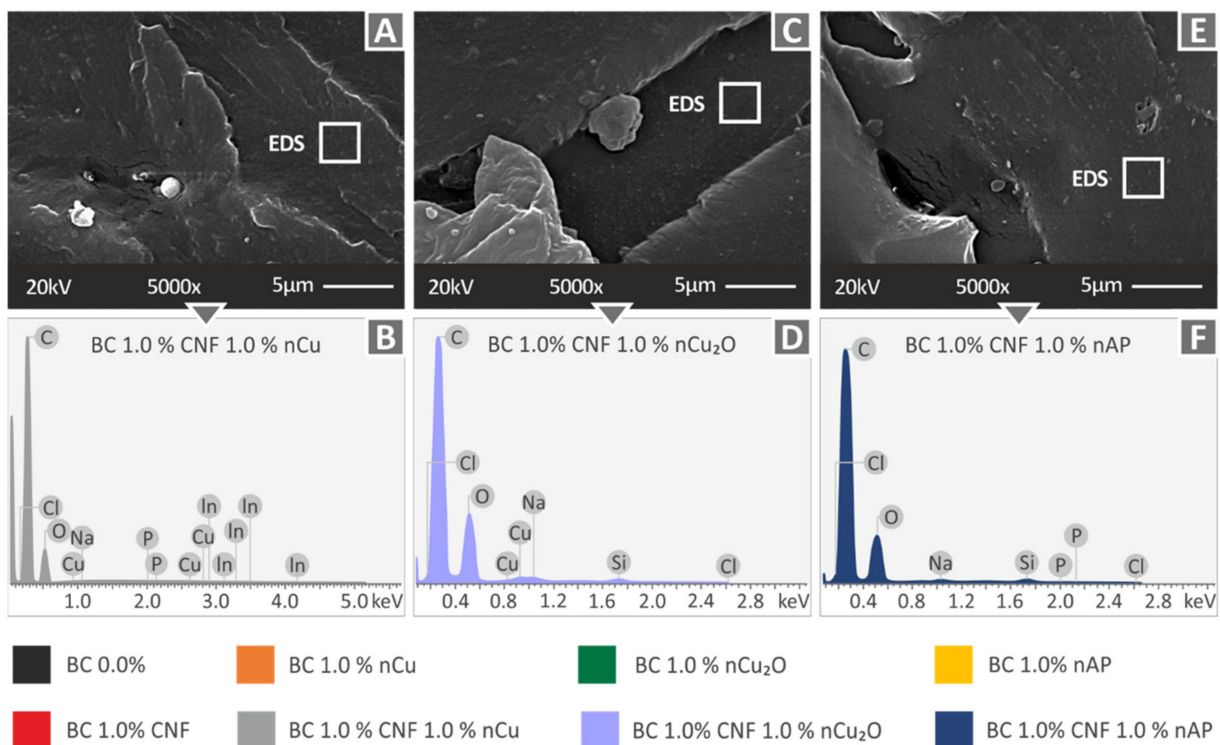 A
C
E
EDS
EDS
EDS
20kV 5000x 5μm
20kV 5000x 5μm
20kV 5000x 5μm
C BC 1.0 % CNF 1.0 % nCu B
Cl
O
Na
Cu
P
P
Cu
Cu
In
In
In
In
In
1.0 2.0 3.0 4.0 5.0 keV
C BC 1.0% CNF 1.0 % nCu₂O D
Cl
O
Na
Cu
Cu
Si
Cl
0.4 0.8 1.2 1.6 2.0 2.4 2.8 keV
C BC 1.0% CNF 1.0 % nAP F
Cl
O
Na
Si
P
P
Cl
0.4 0.8 1.2 1.6 2.0 2.4 2.8 keV
BC 0.0% BC 1.0 % nCu BC 1.0 % nCu₂O BC 1.0% nAP
BC 1.0% CNF BC 1.0 % CNF 1.0 % nCu BC 1.0% CNF 1.0 % nCu₂O BC 1.0% CNF 1.0 % nAP